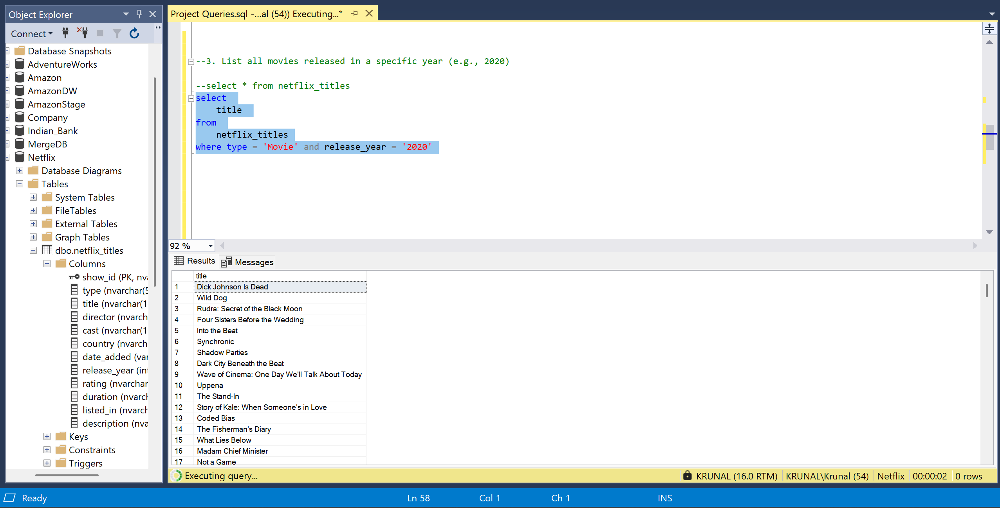 Object Explorer
Connect
Database Snapshots
AdventureWorks
Amazon
AmazonDW
AmazonStage
Company
Indian_Bank
MergeDB
Netflix
Database Diagrams
Tables
System Tables
FileTables
External Tables
Graph Tables
dbo.netflix_titles
Columns
show_id (PK, nva
type (nvarchar(5
title (nvarchar(1
director (nvarch
cast (nvarchar(1
country (nvarch
date_added (var
release_year (int
rating (nvarchar
duration (nvarch
listed_in (nvarch
description (nva
Keys
Constraints
Triggers
Project Queries.sql -...al (54)) Executing...*
--3. List all movies released in a specific year (e.g., 2020)
--select * from netflix_titles
select
title
from
netflix_titles
where type = 'Movie' and release_year = '2020'
92 %
Results Messages
title
1 Dick Johnson Is Dead
2 Wild Dog
3 Rudra: Secret of the Black Moon
4 Four Sisters Before the Wedding
5 Into the Beat
6 Synchronic
7 Shadow Parties
8 Dark City Beneath the Beat
9 Wave of Cinema: One Day We'll Talk About Today
10 Uppena
11 The Stand-In
12 Story of Kale: When Someone's in Love
13 Coded Bias
14 The Fisherman's Diary
15 What Lies Below
16 Madam Chief Minister
17 Not a Game
Executing query... KRUNAL (16.0 RTM) KRUNAL\Krunal (54) Netflix 00:00:02 0 rows
Ready Ln 58 Col 1 Ch 1 INS